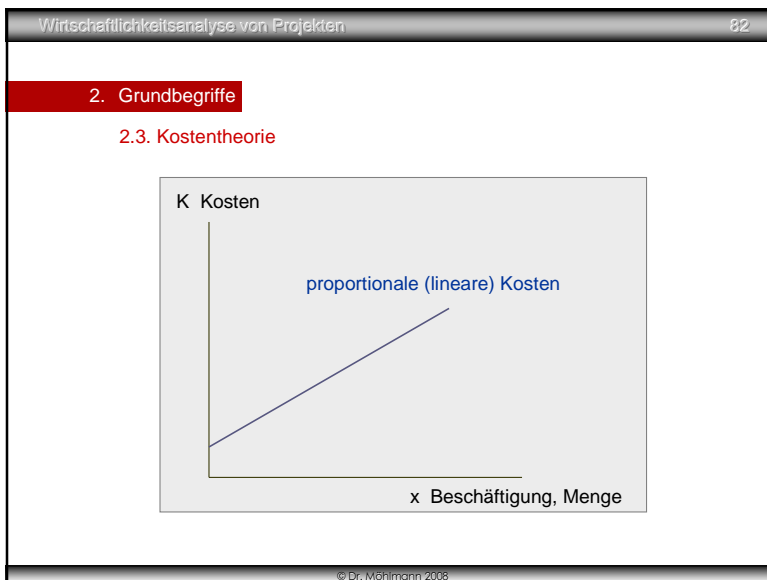 Wirtschaftlichkeitsanalyse von Projekten 82
2. Grundbegriffe
2.3. Kostentheorie
K Kosten
proportionale (lineare) Kosten
x Beschäftigung, Menge
© Dr. Möhlmann 2008